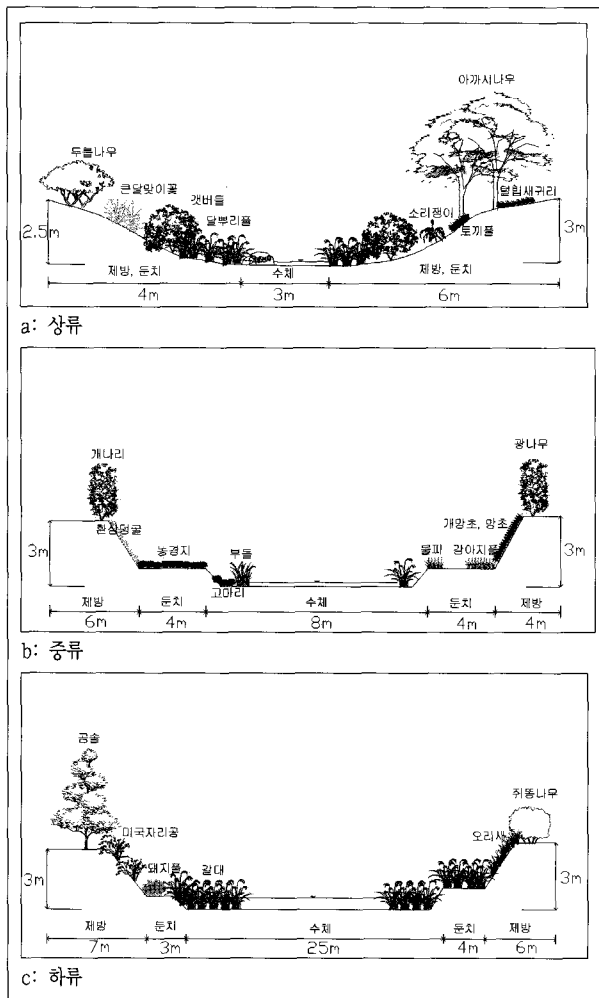 아까시나무
두릅나무
큰달맞이꽃
갯버들
달뿌리풀
소리쟁이
털빕새귀리
토끼풀
2.5m
3m
제방, 둔치
수체
제방, 둔치
4m
3m
6m
a: 상류
개나리
광나무
환삼덩굴
농경지
부들
고마리
물피
강아지풀
개망초, 망초
3m
3m
제방
둔치
수체
둔치
제방
6m
4m
8m
4m
4m
b: 중류
곰솔
쥐똥나무
미국자리공
돼지풀
갈대
오리새
3m
3m
제방
둔치
수체
둔치
제방
7m
3m
25m
4m
6m
c: 하류